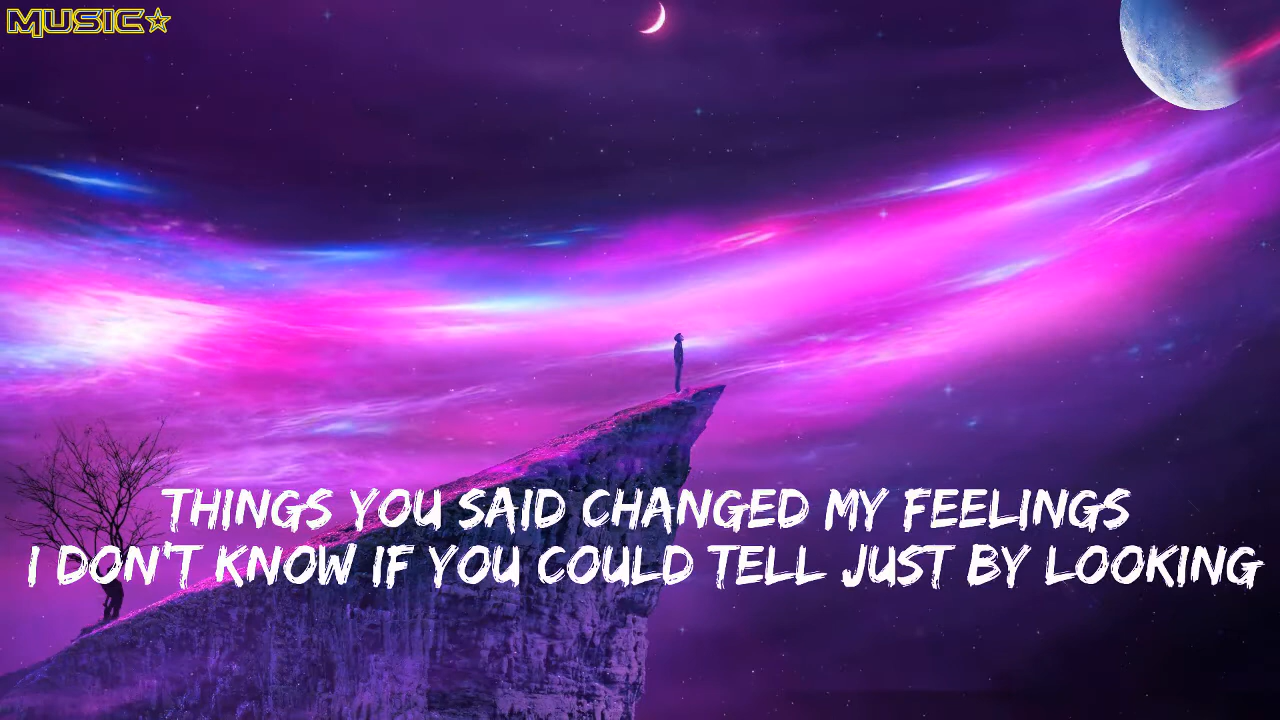 MUSIC☆
THINGS YOU SAID CHANGED MY FEELINGS
I DON'T KNOW IF YOU COULD TELL JUST BY LOOKING